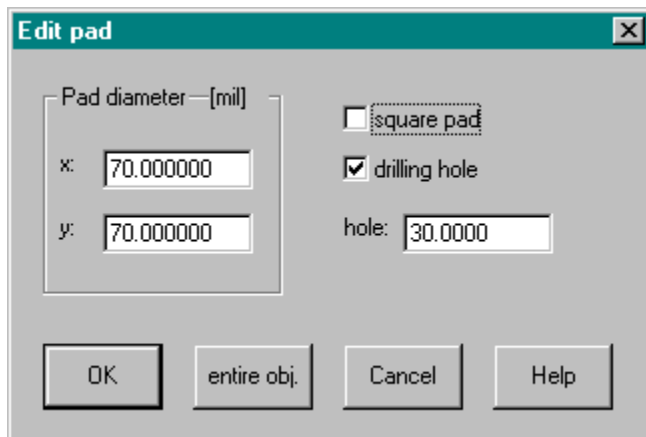 Edit pad
Pad diameter [mil]
square pad
x: 70.000000
drilling hole
y: 70.000000
hole: 30.0000
OK
entire obj.
Cancel
Help